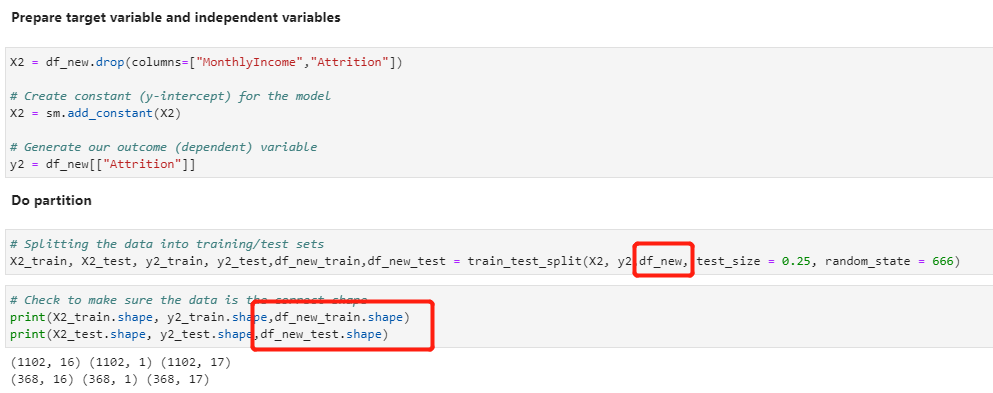 Prepare target variable and independent variables
X2 = df_new.drop(columns=["MonthlyIncome","Attrition"])
# Create constant (y-intercept) for the model
X2 = sm.add_constant(X2)
# Generate our outcome (dependent) variable
y2 = df_new[["Attrition"]]
Do partition
# Splitting the data into training/test sets
X2_train, X2_test, y2_train, y2_test,df_new_train,df_new_test = train_test_split(X2, y2,df_new, test_size = 0.25, random_state = 666)
# Check to make sure the data is the correct shape
print(X2_train.shape, y2_train.shape,df_new_train.shape)
print(X2_test.shape, y2_test.shape,df_new_test.shape)
(1102, 16) (1102, 1) (1102, 17)
(368, 16) (368, 1) (368, 17)